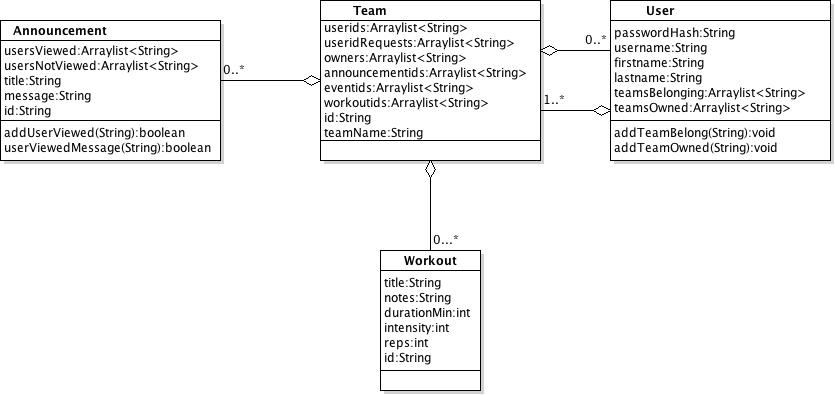 Announcement
usersViewed:Arraylist<String>
usersNotViewed:Arraylist<String>
title:String
message:String
id:String
addUserViewed(String):boolean
userViewedMessage(String):boolean
0..*
Team
userids:Arraylist<String>
useridRequests:Arraylist<String>
owners:Arraylist<String>
announcementids:Arraylist<String>
eventids:Arraylist<String>
workoutids:Arraylist<String>
id:String
teamName:String
0..*
1..*
User
passwordHash:String
username:String
firstname:String
lastname:String
teamsBelonging:Arraylist<String>
teamsOwned:Arraylist<String>
addTeamBelong(String):void
addTeamOwned(String):void
0...*
Workout
title:String
notes:String
durationMin:int
intensity:int
reps:int
id:String